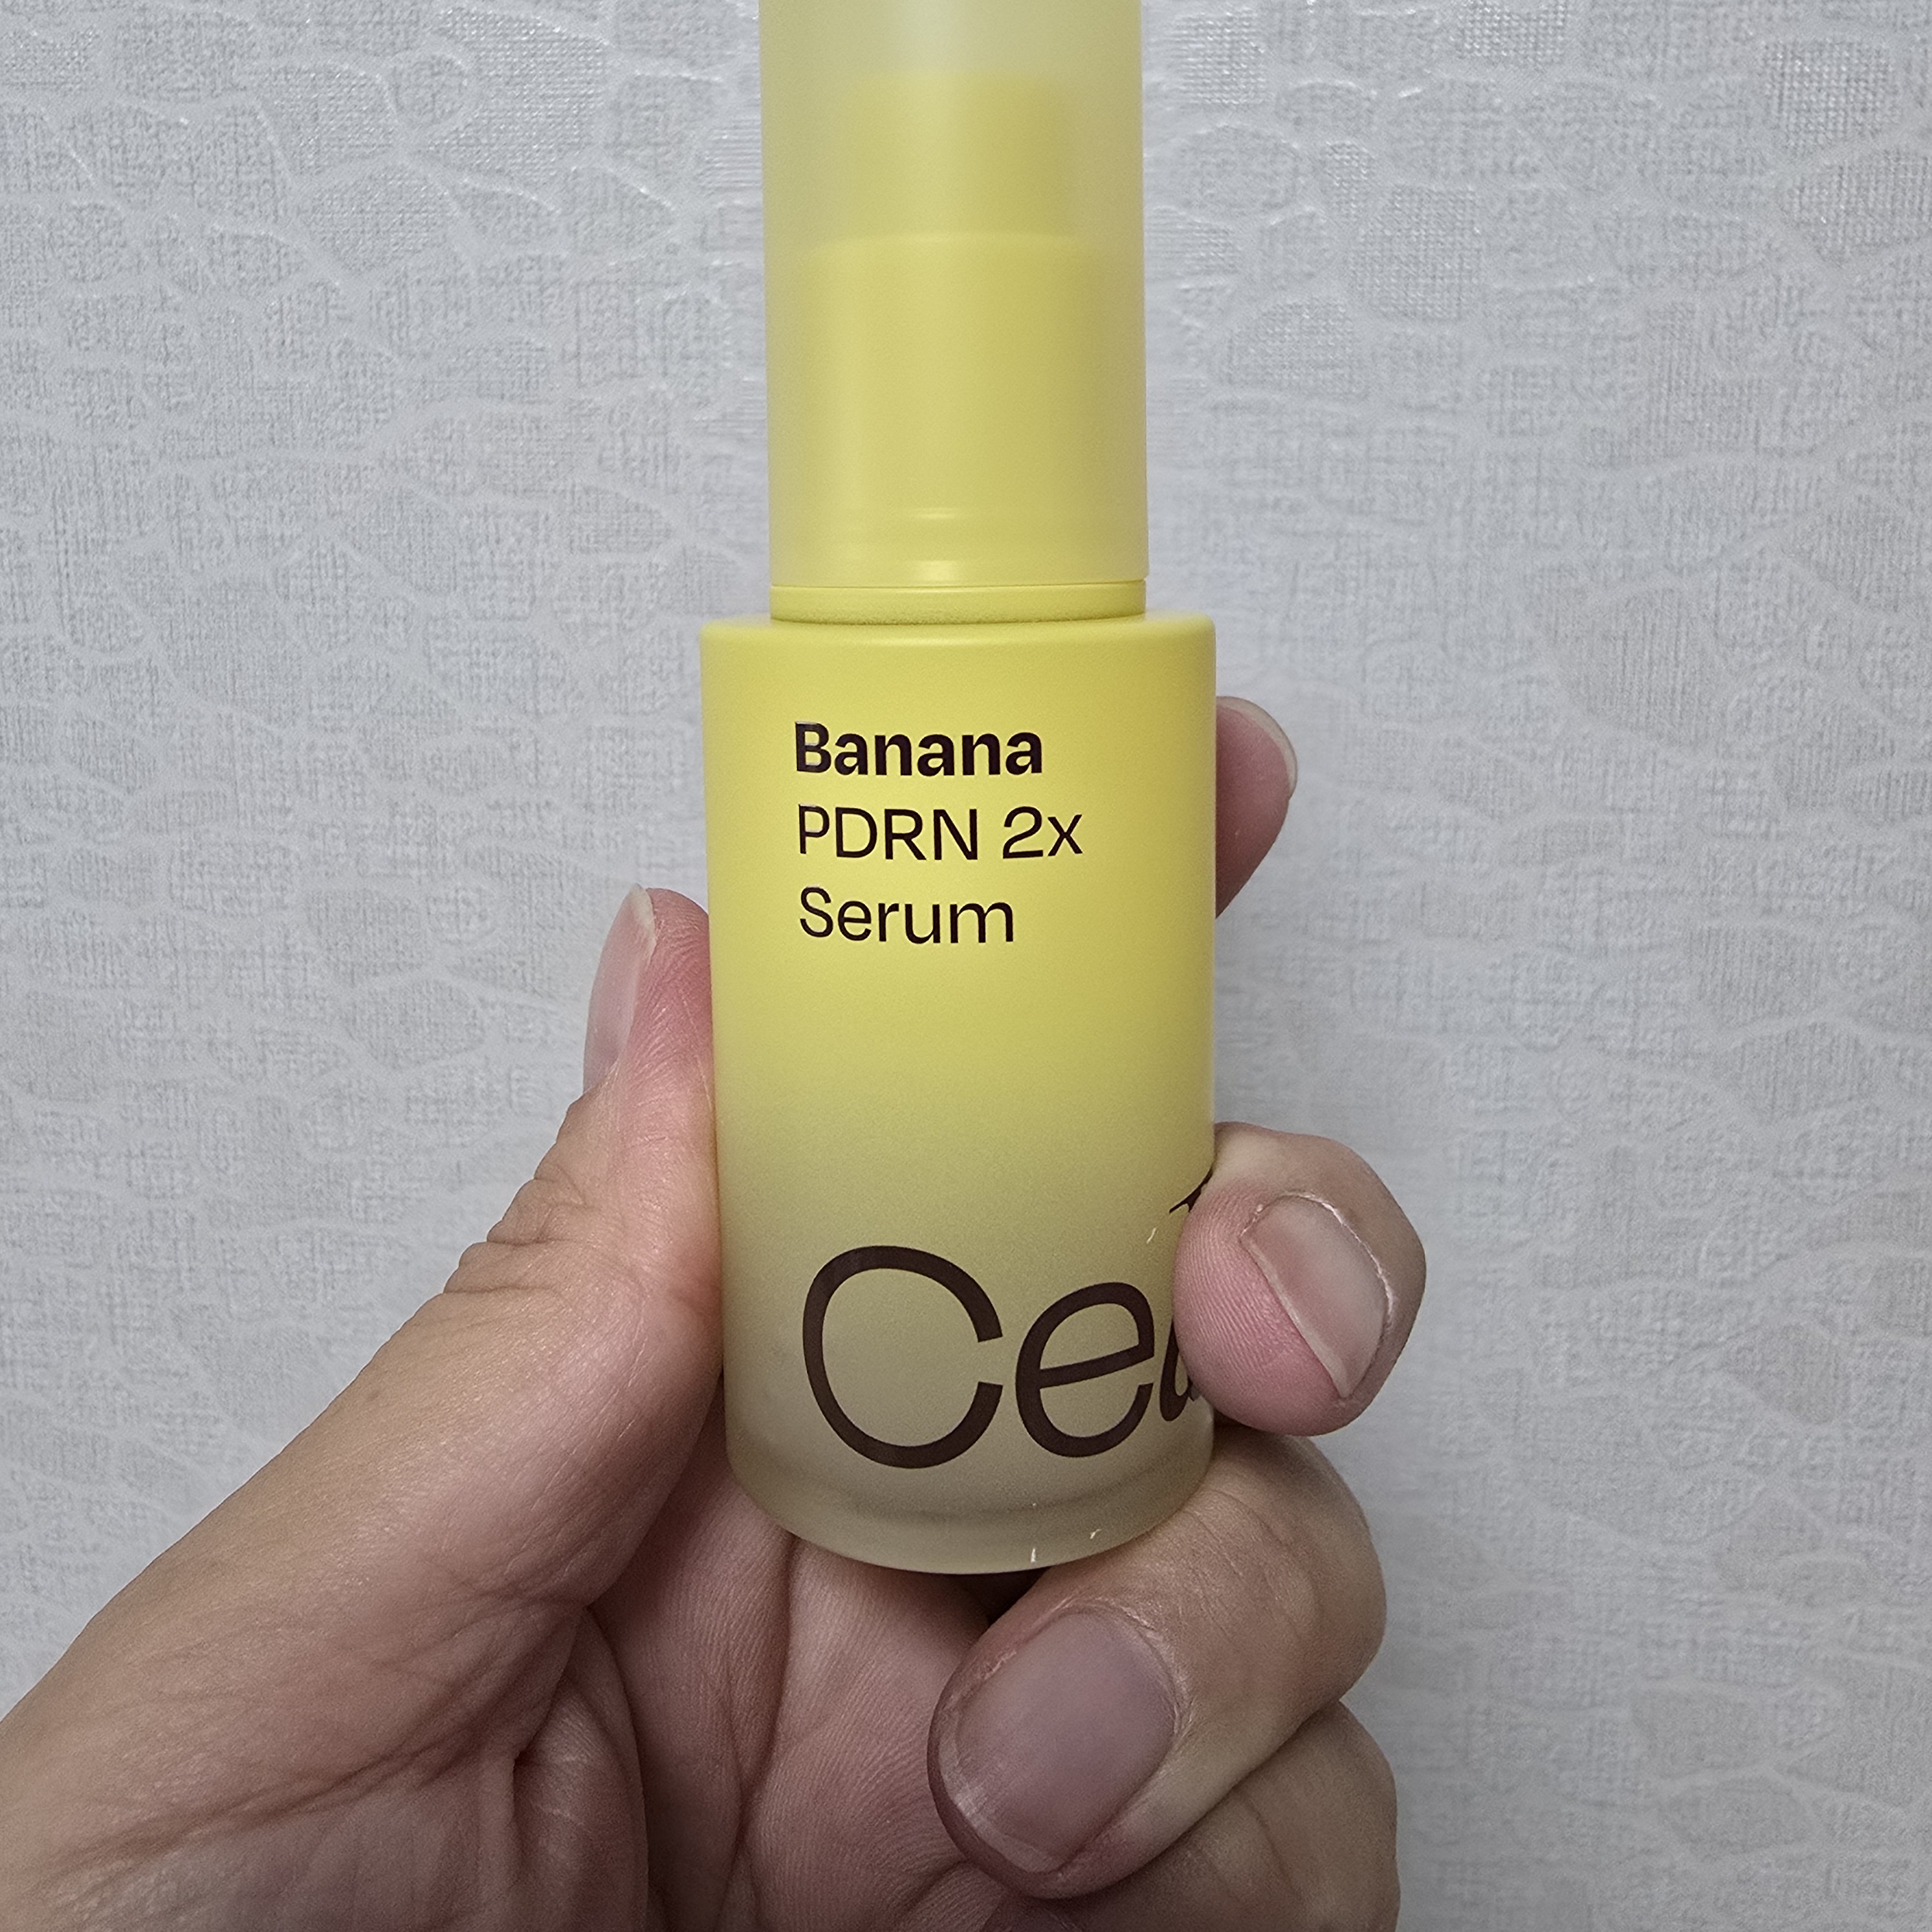 Banana
PDRN 2x
Serum